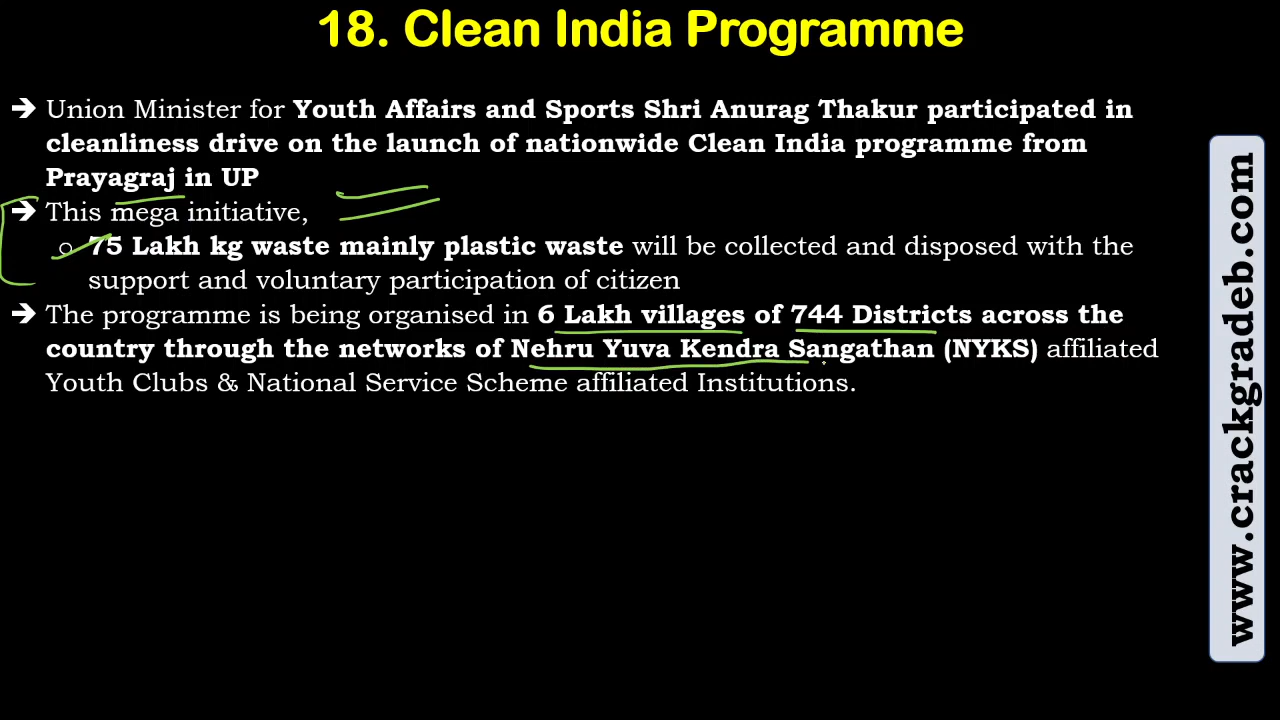 18. Clean India Programme
➔ Union Minister for Youth Affairs and Sports Shri Anurag Thakur participated in
cleanliness drive on the launch of nationwide Clean India programme from
Prayagraj in UP
➔ This mega initiative,
o 75 Lakh kg waste mainly plastic waste will be collected and disposed with the
support and voluntary participation of citizen
➔ The programme is being organised in 6 Lakh villages of 744 Districts across the
country through the networks of Nehru Yuva Kendra Sangathan (NYKS) affiliated
Youth Clubs & National Service Scheme affiliated Institutions.
www.crackgradeb.com